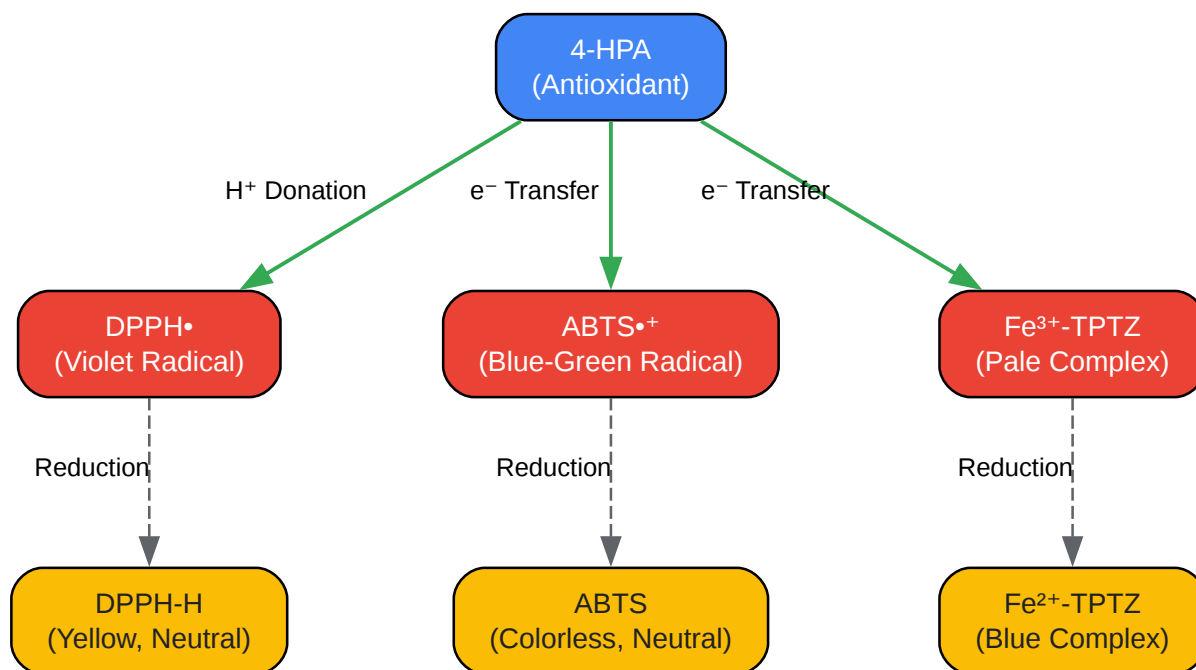 4-HPA
(Antioxidant)
H⁺ Donation
e⁻ Transfer
e⁻ Transfer
DPPH•
(Violet Radical)
ABTS•⁺
(Blue-Green Radical)
Fe³⁺-TPTZ
(Pale Complex)
Reduction
Reduction
Reduction
DPPH-H
(Yellow, Neutral)
ABTS
(Colorless, Neutral)
Fe²⁺-TPTZ
(Blue Complex)